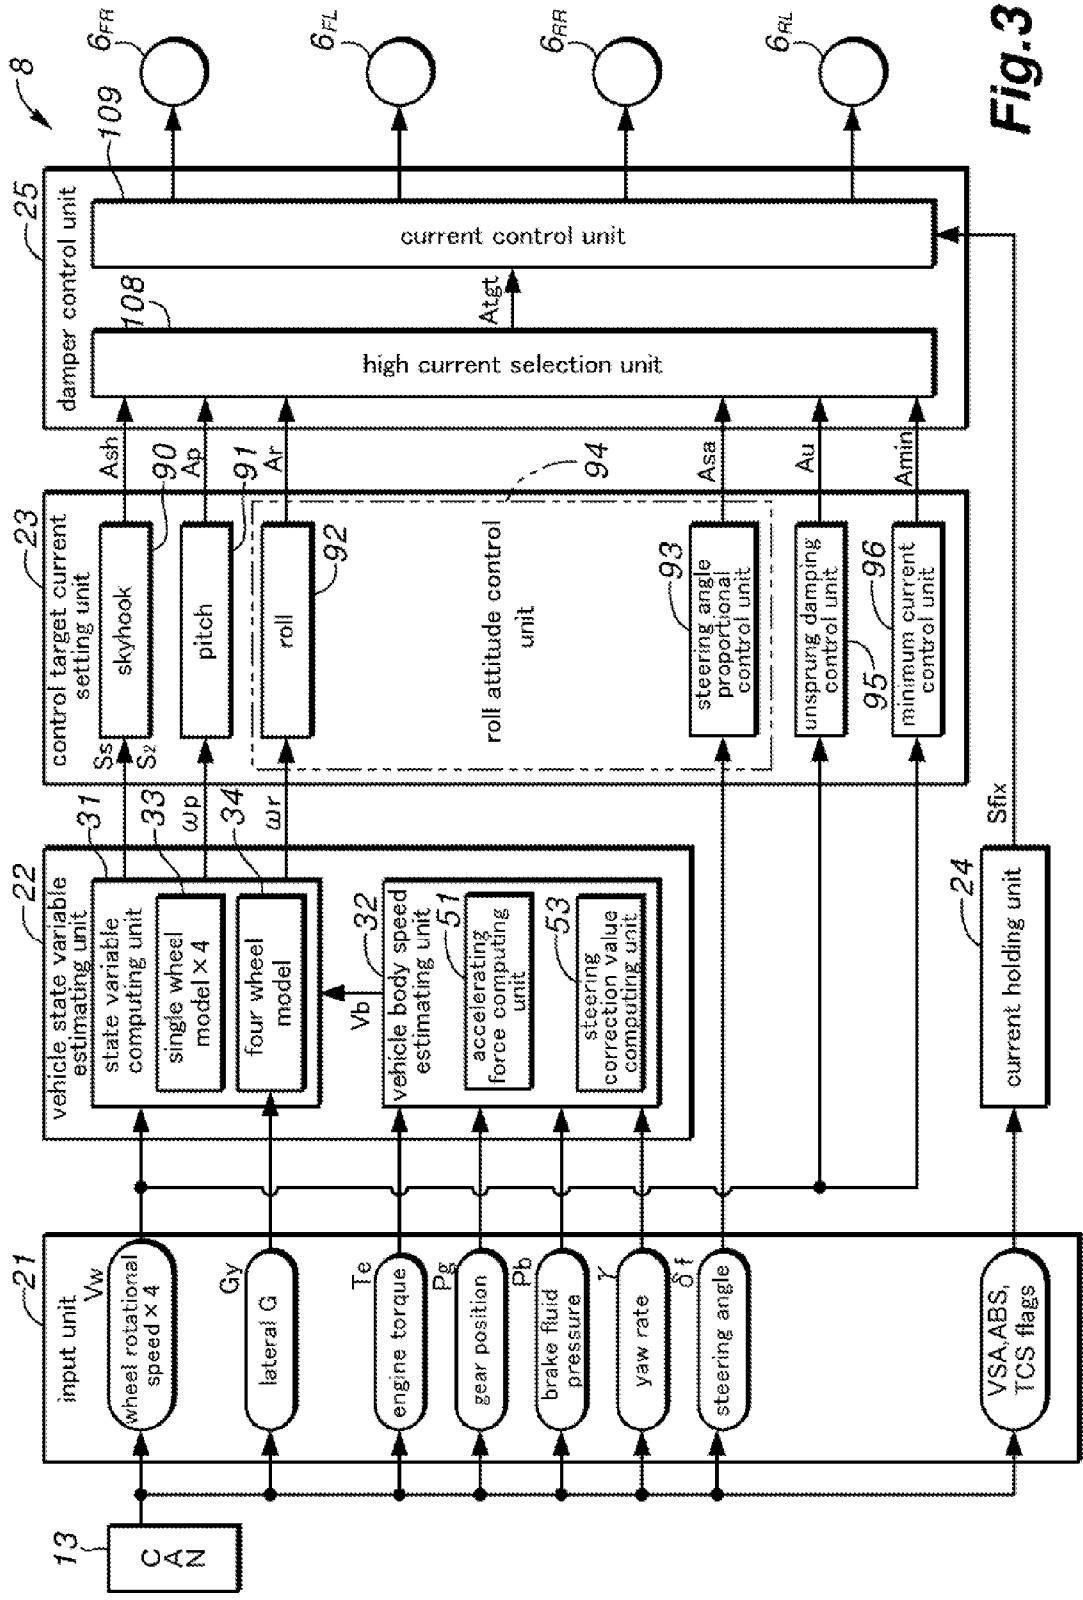 8
13
C
A
N
21
input unit
Vw
wheel rotational
speed×4
Gy
lateral G
Te
engine torque
Pg
gear position
Pb
brake fluid
pressure
γ
yaw rate
δf
steering angle
VSA,ABS,
TCS flags
22
vehicle state variable
estimating unit
31
state variable
computing unit
33
single wheel
model×4
34
four wheel
model
Vb
32
vehicle body speed
estimating unit
51
accelerating
force computing
unit
53
steering
correction value
computing unit
24
current holding unit
Sfix
23
control target current
setting unit
Ss
S2
skyhook
90
ωp
pitch
91
ωr
roll
92
roll attitude control
unit
94
93
steering angle
proportional
control unit
unsprung damping
control unit
95
96
minimum current
control unit
Ash
Ap
Ar
Asa
Au
Amin
25
damper control unit
108
high current selection unit
Atgt
109
current control unit
6FR
6FL
6RR
6RL
Fig.3